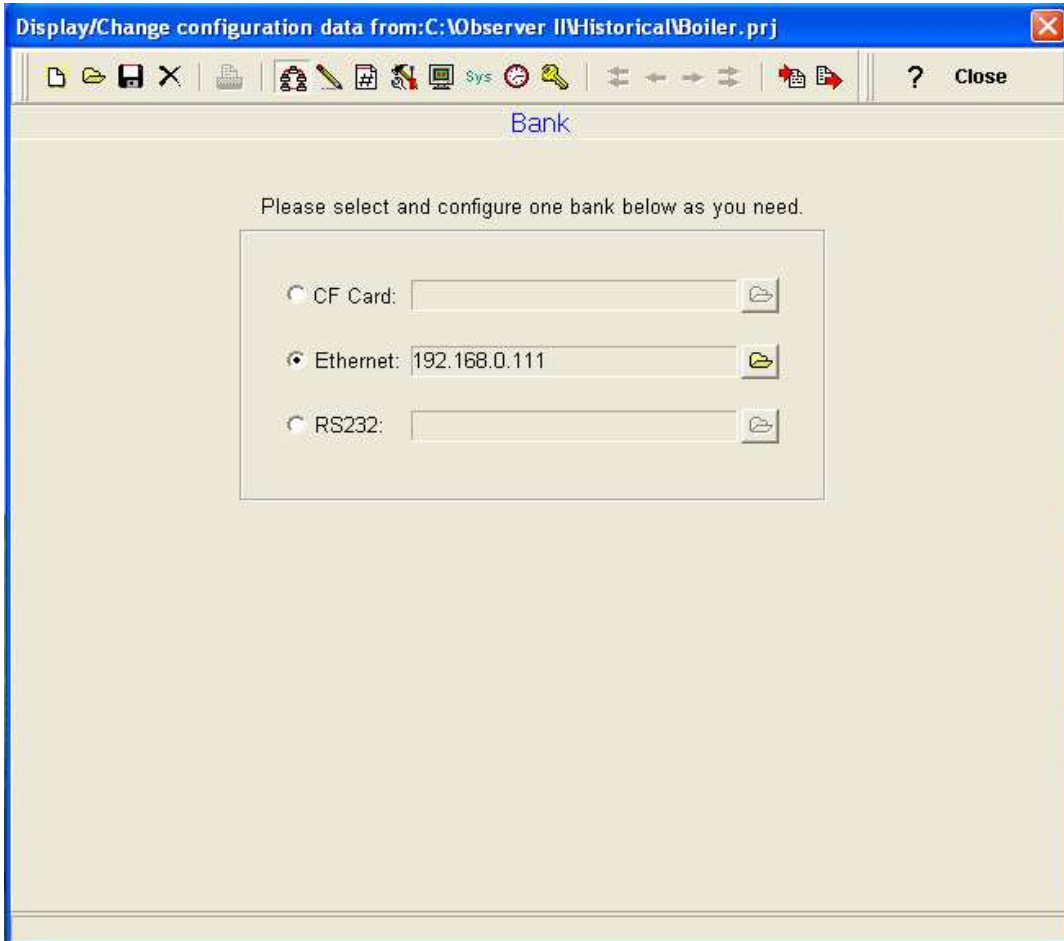 Display/Change configuration data from:C:\Observer II\Historical\Boiler.prj
Sys ? Close
Bank
Please select and configure one bank below as you need.
CF Card:
Ethernet: 192.168.0.111
RS232: